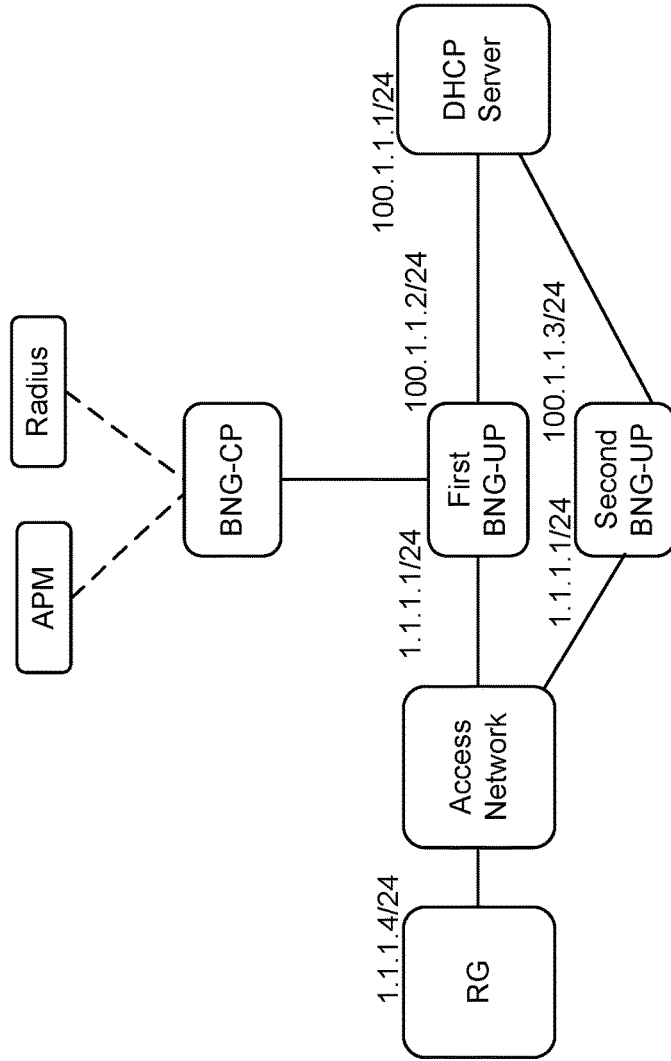 APM
Radius
BNG-CP
1.1.1.4/24
RG
Access
Network
1.1.1.1/24
First
BNG-UP
100.1.1.2/24
100.1.1.1/24
DHCP
Server
1.1.1.1/24
Second
BNG-UP
100.1.1.3/24